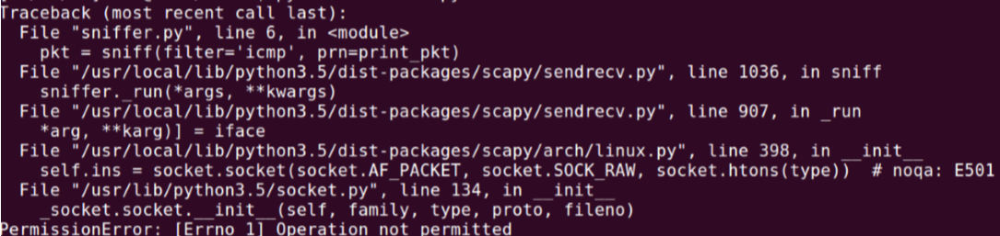 Traceback (most recent call last):
  File "sniffer.py", line 6, in <module>
    pkt = sniff(filter='icmp', prn=print_pkt)
  File "/usr/local/lib/python3.5/dist-packages/scapy/sendrecv.py", line 1036, in sniff
    sniffer._run(*args, **kwargs)
  File "/usr/local/lib/python3.5/dist-packages/scapy/sendrecv.py", line 907, in _run
    *arg, **karg)] = iface
  File "/usr/local/lib/python3.5/dist-packages/scapy/arch/linux.py", line 398, in __init__
    self.ins = socket.socket(socket.AF_PACKET, socket.SOCK_RAW, socket.htons(type))  # noqa: E501
  File "/usr/lib/python3.5/socket.py", line 134, in __init__
    _socket.socket.__init__(self, family, type, proto, fileno)
PermissionError: [Errno 1] Operation not permitted